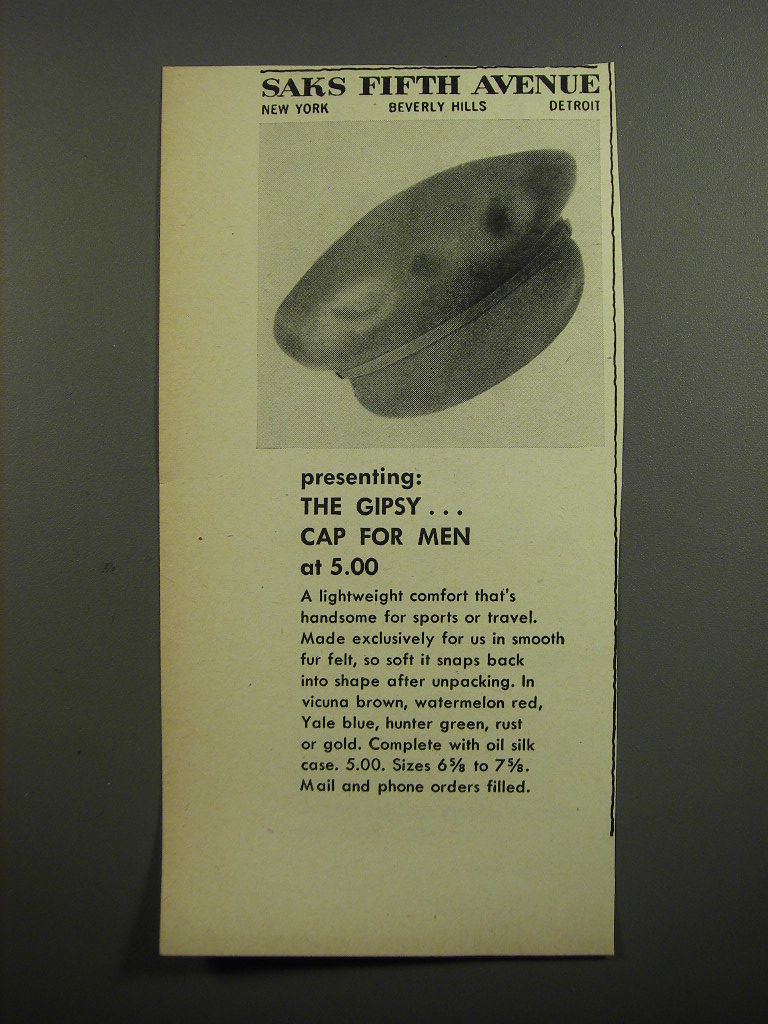 SAKS FIFTH AVENUE
NEW YORK BEVERLY HILLS DETROIT
presenting:
THE GIPSY...
CAP FOR MEN
at 5.00
A lightweight comfort that's
handsome for sports or travel.
Made exclusively for us in smooth
fur felt, so soft it snaps back
into shape after unpacking. In
vicuna brown, watermelon red,
Yale blue, hunter green, rust
or gold. Complete with oil silk
case. 5.00. Sizes 6⅝ to 7⅝.
Mail and phone orders filled.